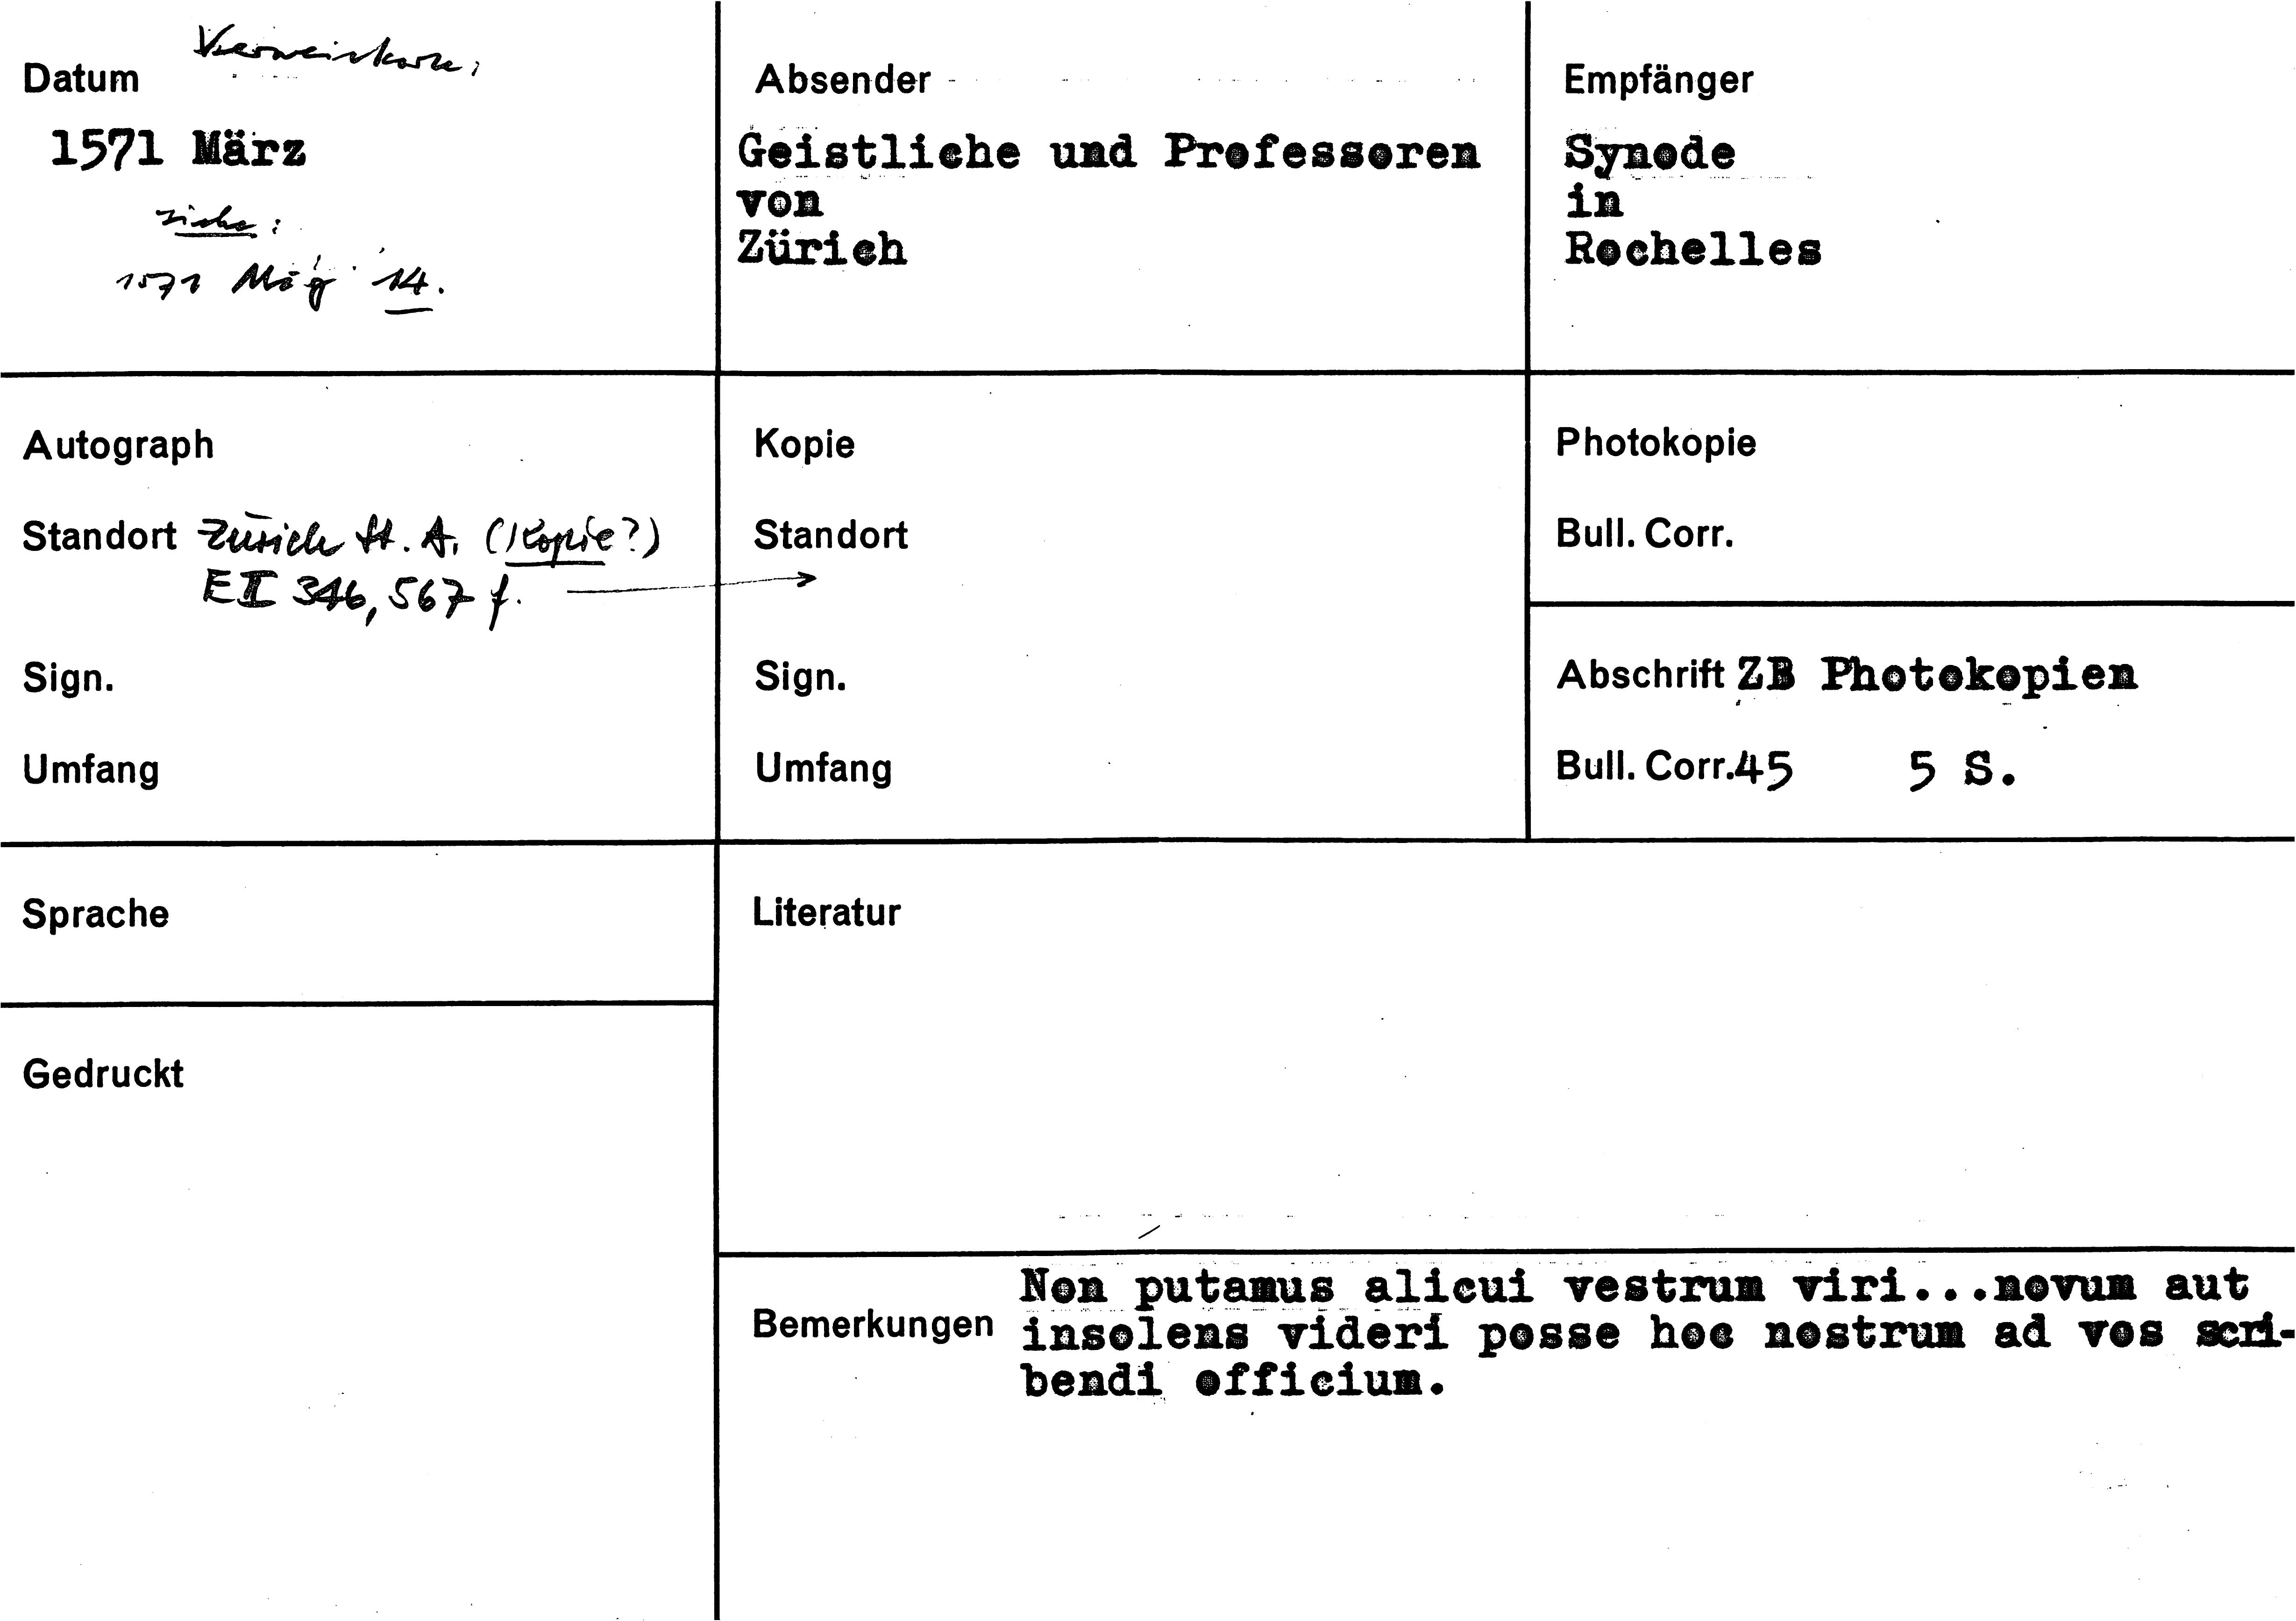 Verweiskarte:
Datum
1571 März
siehe:
1571 März 14.
Absender
Geistliche und Professoren
von
Zürich
Empfänger
Synode
in
Rochelles
Autograph
Standort Zürich St. A. (Kopie?)
E II 346, 567 f.
Sign.
Umfang
Kopie
Standort
Sign.
Umfang
Photokopie
Bull. Corr.
Abschrift ZB Photokopien
Bull. Corr. 45 5 S.
Sprache
Literatur
Gedruckt
Bemerkungen
Non putamus alicui vestrum viri...novum aut
insolens videri posse hoc nostrum ad vos scri-
bendi officium.